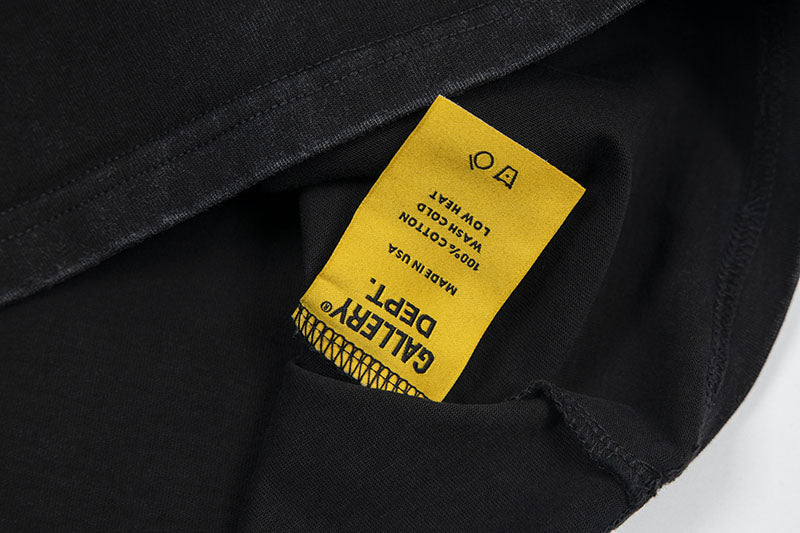 GALLERY®
DEPT.
MADE IN USA
100% COTTON
WASH COLD
LOW HEAT